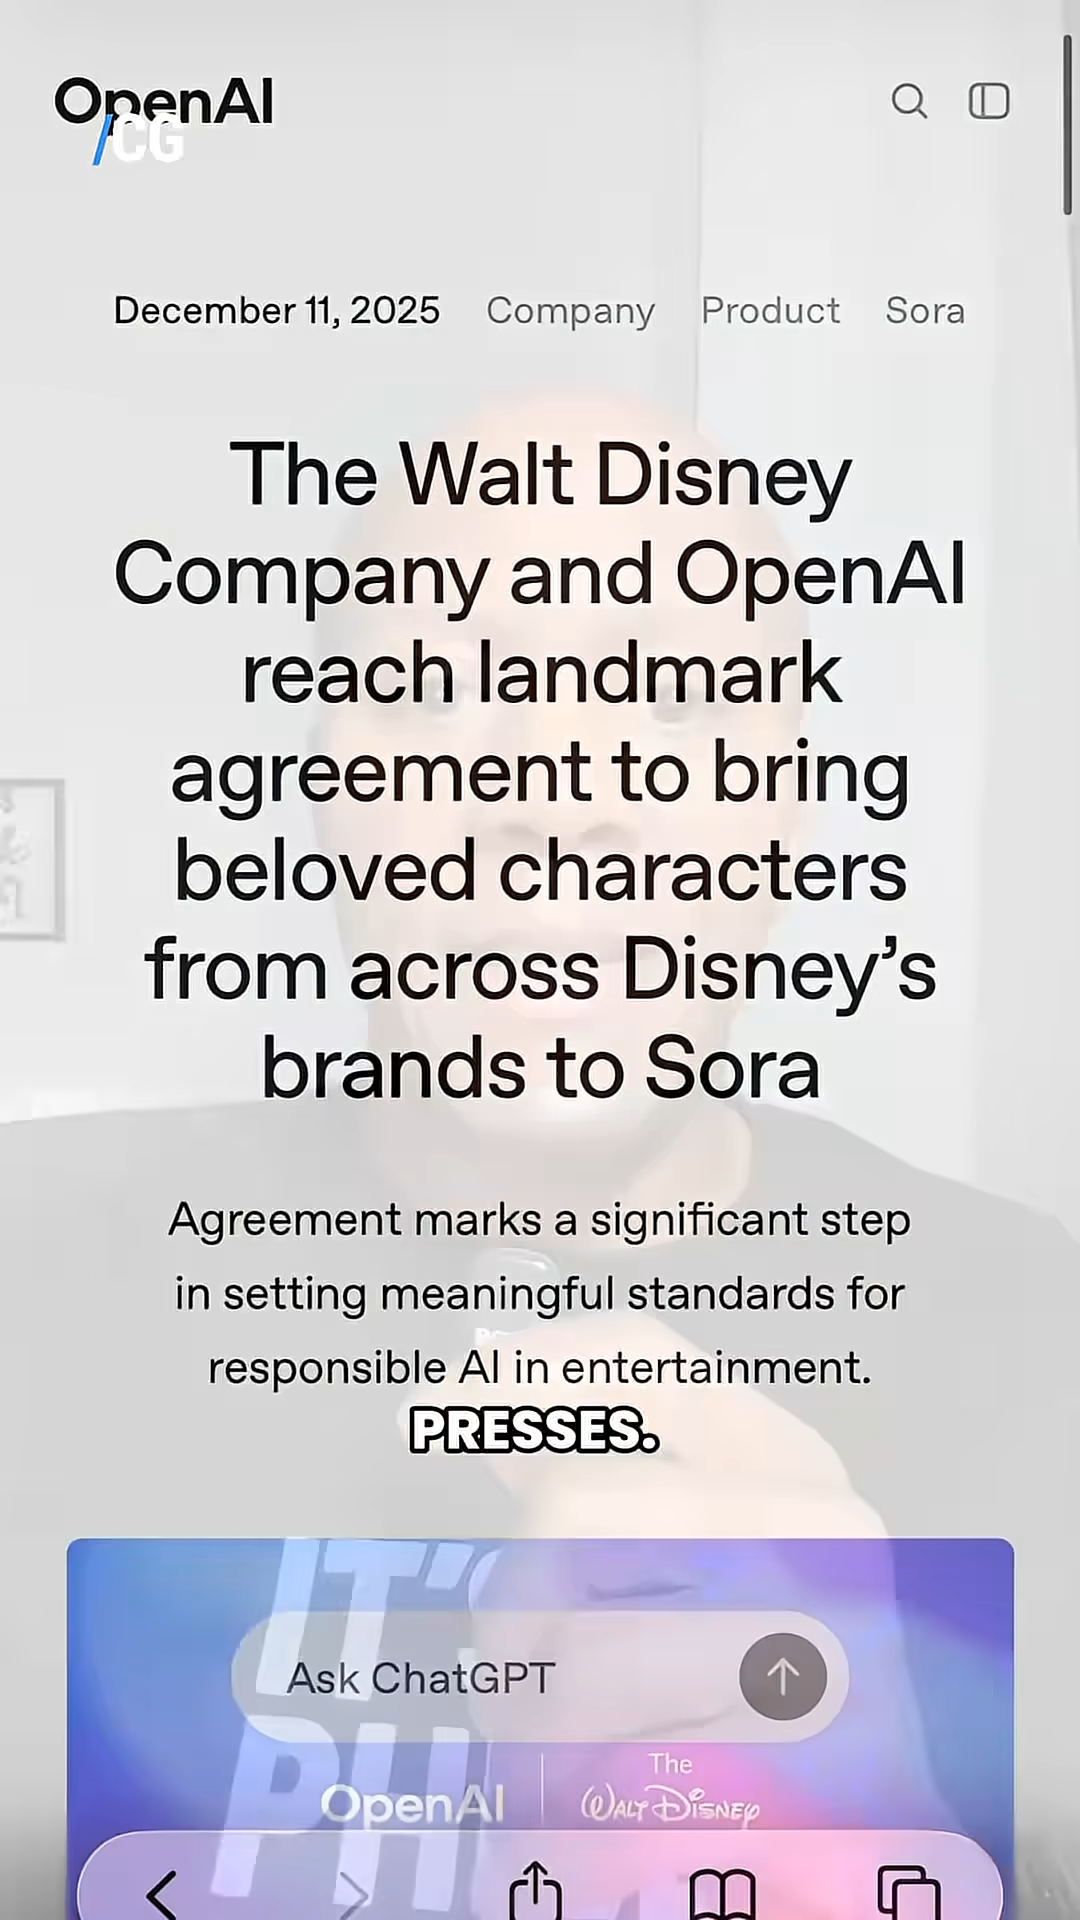 OpenAI
/CG
December 11, 2025 Company Product Sora
The Walt Disney
Company and OpenAI
reach landmark
agreement to bring
beloved characters
from across Disney’s
brands to Sora
Agreement marks a significant step
in setting meaningful standards for
responsible AI in entertainment.
PRESSES.
IT'S
Ask ChatGPT
OpenAI
The
WALT DISNEY